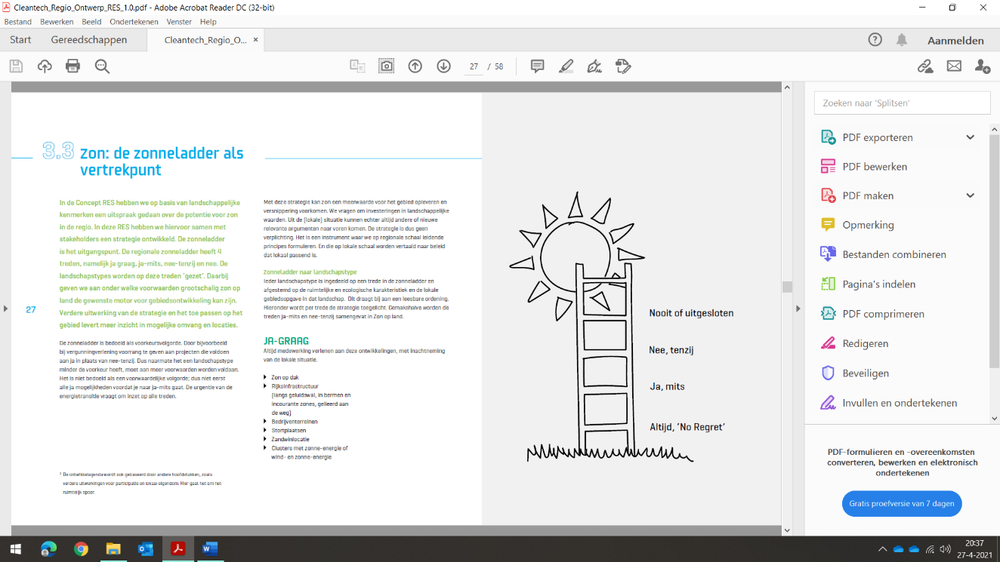 Cleantech_Regio_Ontwerp_RES_1.0.pdf - Adobe Acrobat Reader DC (32-bit)
Bestand Bewerken Beeld Ondertekenen Venster Help
Start Gereedschappen Cleantech_Regio_O... × Aanmelden
27 / 58
3.3 Zon: de zonneladder als
vertrekpunt
27
In de Concept RES hebben we op basis van landschappelijke
kenmerken een uitspraak gedaan over de potentie voor zon
in de regio. In deze RES hebben we hiervoor samen met
stakeholders een strategie ontwikkeld. De zonneladder
is het uitgangspunt. De regionale zonneladder heeft 4
treden, namelijk ja graag, ja-mits, nee-tenzij en nee. De
landschapstypes worden op deze treden ‘gezet’. Daarbij
geven we aan onder welke voorwaarden grootschalig zon op
land de gewenste motor voor gebiedsontwikkeling kan zijn.
Verdere uitwerking van de strategie en het toe passen op het
gebied levert meer inzicht in mogelijke omvang en locaties.
De zonneladder is bedoeld als voorkeursvolgorde. Door bijvoorbeeld
bij vergunningverlening voorrang te geven aan projecten die voldoen
aan ja in plaats van nee-tenzij. Dus naarmate het een landschapstype
minder de voorkeur heeft, moet aan meer voorwaarden worden voldaan.
Het is niet bedoeld als een voorwaardelijke volgorde; dus niet eerst
alle ja mogelijkheden voordat je naar ja-mits gaat. De urgentie van de
energietransitie vraagt om inzet op alle treden.
³ De ontwikkelagenda wordt ook gebaseerd door andere hoofdstukken, zoals
verdere uitwerkingen voor participatie en lokaal eigendom. Hier gaat het om het
ruimtelijk spoor.
Met deze strategie kan zon een meerwaarde voor het gebied opleveren en
versnippering voorkomen. We vragen om investeringen in landschappelijke
waarden. Uit de (lokale) situatie kunnen echter altijd andere of nieuwe
relevante argumenten naar voren komen. De strategie is dus geen
verplichting. Het is een instrument waar we op regionale schaal leidende
principes formuleren. En die op lokale schaal worden vertaald naar beleid
dat lokaal passend is.
Zonneladder naar landschapstype
Ieder landschapstype is ingedeeld op een trede in de zonneladder en
afgestemd op de ruimtelijke en ecologische karakteristiek en de lokale
gebiedsopgave in dat landschap. Dit draagt bij aan een leesbare ordening.
Hieronder wordt per trede de strategie toegelicht. Gemakshalve worden de
treden ja-mits en nee-tenzij samengevat in Zon op land.
JA-GRAAG
Altijd medewerking verlenen aan deze ontwikkelingen, met inachtneming
van de lokale situatie.
Zon op dak
Rijksinfrastructuur
(langs geluidswal, in bermen en
incourante zones, gelieerd aan
de weg)
Bedrijventerreinen
Stortplaatsen
Zandwinlocatie
Clusters met zonne-energie of
wind- en zonne-energie
Nooit of uitgesloten
Nee, tenzij
Ja, mits
Altijd, ‘No Regret’
Zoeken naar 'Splitsen'
PDF exporteren
PDF bewerken
PDF maken
Opmerking
Bestanden combineren
Pagina's indelen
PDF comprimeren
Redigeren
Beveiligen
Invullen en ondertekenen
PDF-formulieren en -overeenkomsten
converteren, bewerken en elektronisch
ondertekenen
Gratis proefversie van 7 dagen
20:37
27-4-2021